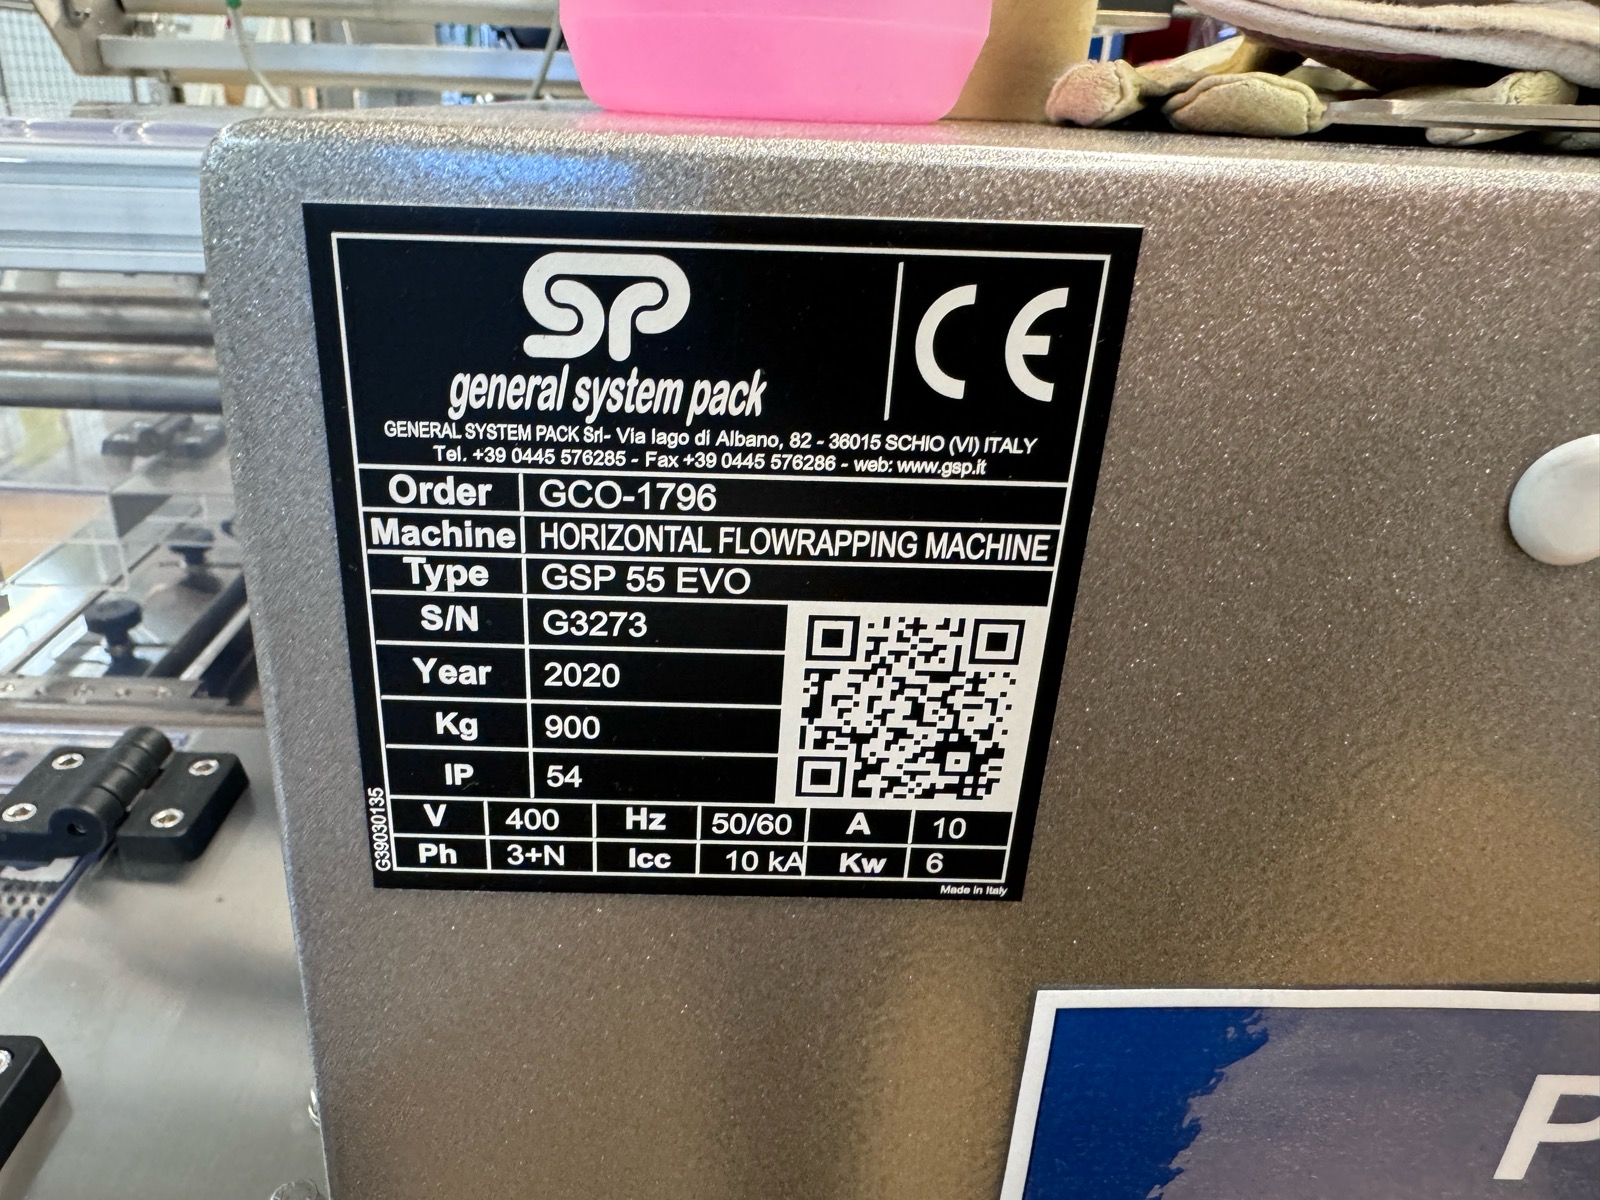 SP
general system pack
CE
GENERAL SYSTEM PACK Srl- Via lago di Albano, 82 - 36015 SCHIO (VI) ITALY
Tel. +39 0445 576285 - Fax +39 0445 576286 - web: www.gsp.it
Order GCO-1796
Machine HORIZONTAL FLOWRAPPING MACHINE
Type GSP 55 EVO
S/N G3273
Year 2020
Kg 900
IP 54
V 400 Hz 50/60 A 10
Ph 3+N Icc 10 kA Kw 6
G39030135
Made in Italy
P